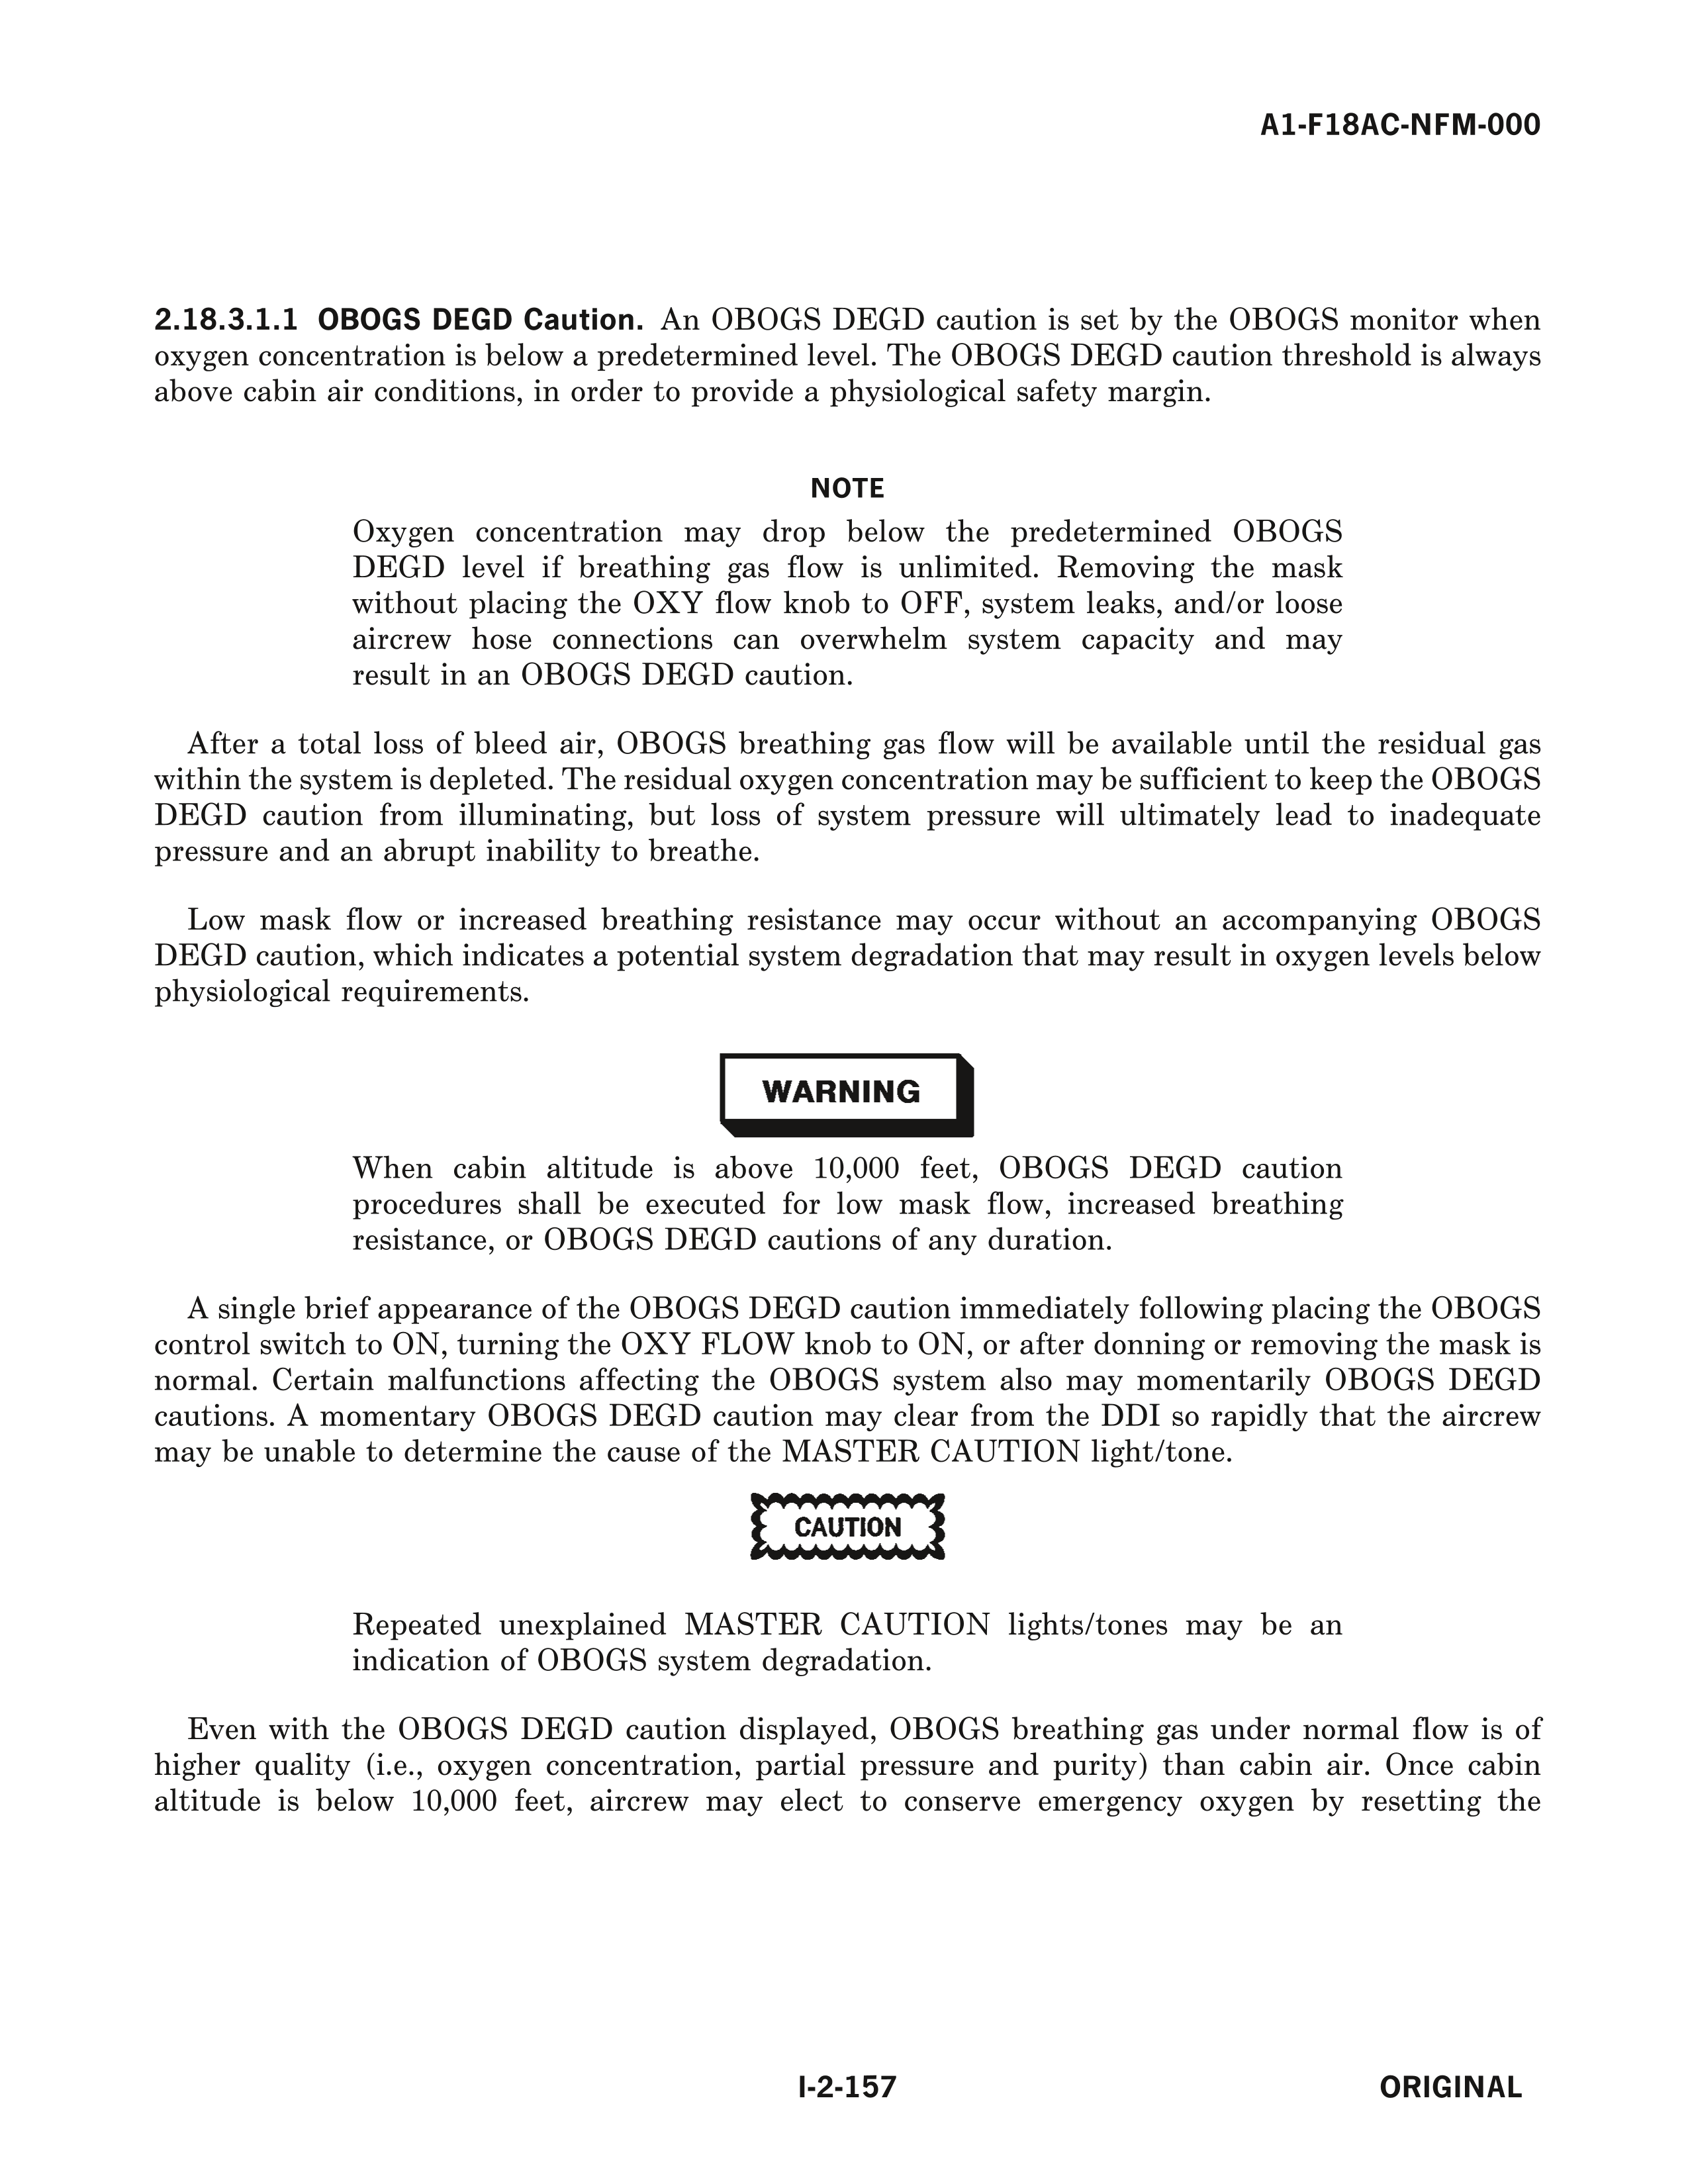 A1-F18AC-NFM-000
2.18.3.1.1 OBOGS DEGD Caution. An OBOGS DEGD caution is set by the OBOGS monitor when
oxygen concentration is below a predetermined level. The OBOGS DEGD caution threshold is always
above cabin air conditions, in order to provide a physiological safety margin.
NOTE
Oxygen concentration may drop below the predetermined OBOGS
DEGD level if breathing gas flow is unlimited. Removing the mask
without placing the OXY flow knob to OFF, system leaks, and/or loose
aircrew hose connections can overwhelm system capacity and may
result in an OBOGS DEGD caution.
After a total loss of bleed air, OBOGS breathing gas flow will be available until the residual gas
within the system is depleted. The residual oxygen concentration may be sufficient to keep the OBOGS
DEGD caution from illuminating, but loss of system pressure will ultimately lead to inadequate
pressure and an abrupt inability to breathe.
Low mask flow or increased breathing resistance may occur without an accompanying OBOGS
DEGD caution, which indicates a potential system degradation that may result in oxygen levels below
physiological requirements.
WARNING
When cabin altitude is above 10,000 feet, OBOGS DEGD caution
procedures shall be executed for low mask flow, increased breathing
resistance, or OBOGS DEGD cautions of any duration.
A single brief appearance of the OBOGS DEGD caution immediately following placing the OBOGS
control switch to ON, turning the OXY FLOW knob to ON, or after donning or removing the mask is
normal. Certain malfunctions affecting the OBOGS system also may momentarily OBOGS DEGD
cautions. A momentary OBOGS DEGD caution may clear from the DDI so rapidly that the aircrew
may be unable to determine the cause of the MASTER CAUTION light/tone.
CAUTION
Repeated unexplained MASTER CAUTION lights/tones may be an
indication of OBOGS system degradation.
Even with the OBOGS DEGD caution displayed, OBOGS breathing gas under normal flow is of
higher quality (i.e., oxygen concentration, partial pressure and purity) than cabin air. Once cabin
altitude is below 10,000 feet, aircrew may elect to conserve emergency oxygen by resetting the
I-2-157
ORIGINAL